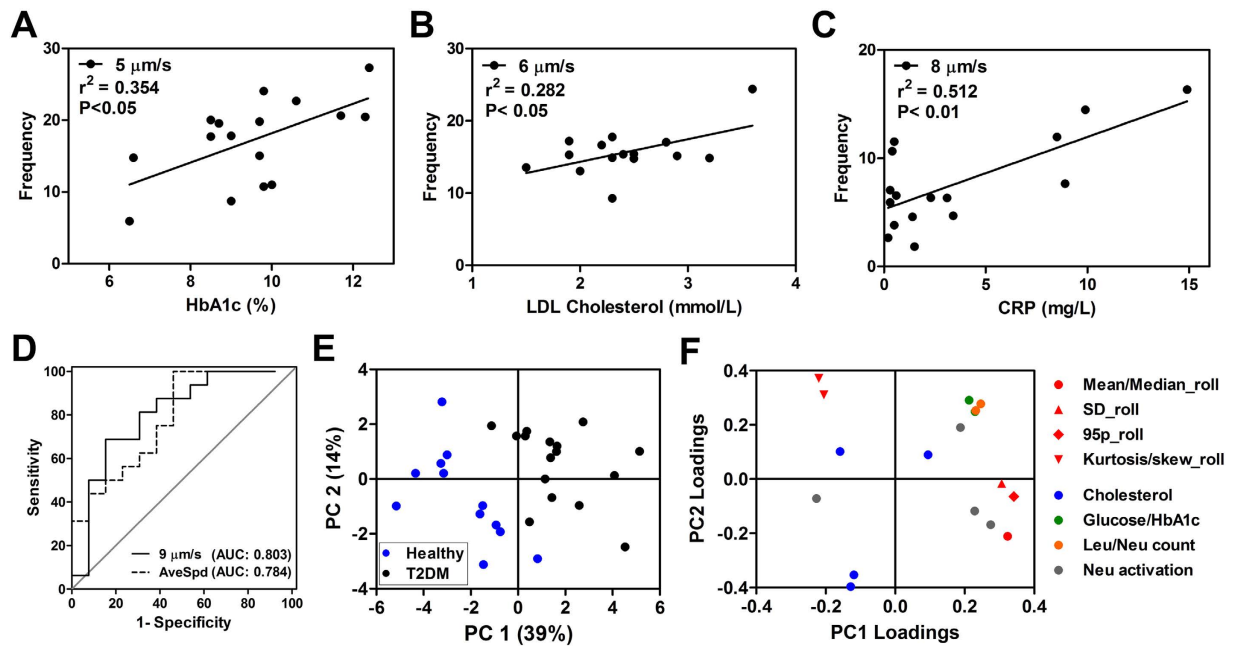 A
5 μm/s
r² = 0.354
P<0.05
Frequency
30
20
10
0
6
8
10
12
HbA1c (%)
B
6 μm/s
r² = 0.282
P< 0.05
Frequency
30
20
10
0
1
2
3
4
LDL Cholesterol (mmol/L)
C
8 μm/s
r² = 0.512
P< 0.01
Frequency
20
10
0
0
5
10
15
CRP (mg/L)
D
Sensitivity
100
80
60
40
20
0
9 μm/s (AUC: 0.803)
AveSpd (AUC: 0.784)
0
20
40
60
80
100
1- Specificity
E
PC 2 (14%)
4
2
0
-2
-4
Healthy
T2DM
-6
-4
-2
0
2
4
6
PC 1 (39%)
F
PC2 Loadings
0.4
0.2
0.0
-0.2
-0.4
-0.4
-0.2
0.0
0.2
0.4
PC1 Loadings
Mean/Median_roll
SD_roll
95p_roll
Kurtosis/skew_roll
Cholesterol
Glucose/HbA1c
Leu/Neu count
Neu activation